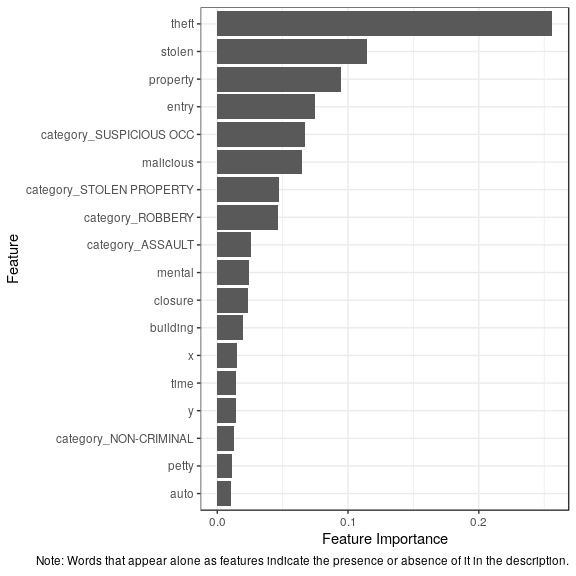 theft
stolen
property
entry
category_SUSPICIOUS OCC
malicious
category_STOLEN PROPERTY
category_ROBBERY
category_ASSAULT
mental
closure
building
x
time
y
category_NON-CRIMINAL
petty
auto
Feature
0.0 0.1 0.2
Feature Importance
Note: Words that appear alone as features indicate the presence or absence of it in the description.